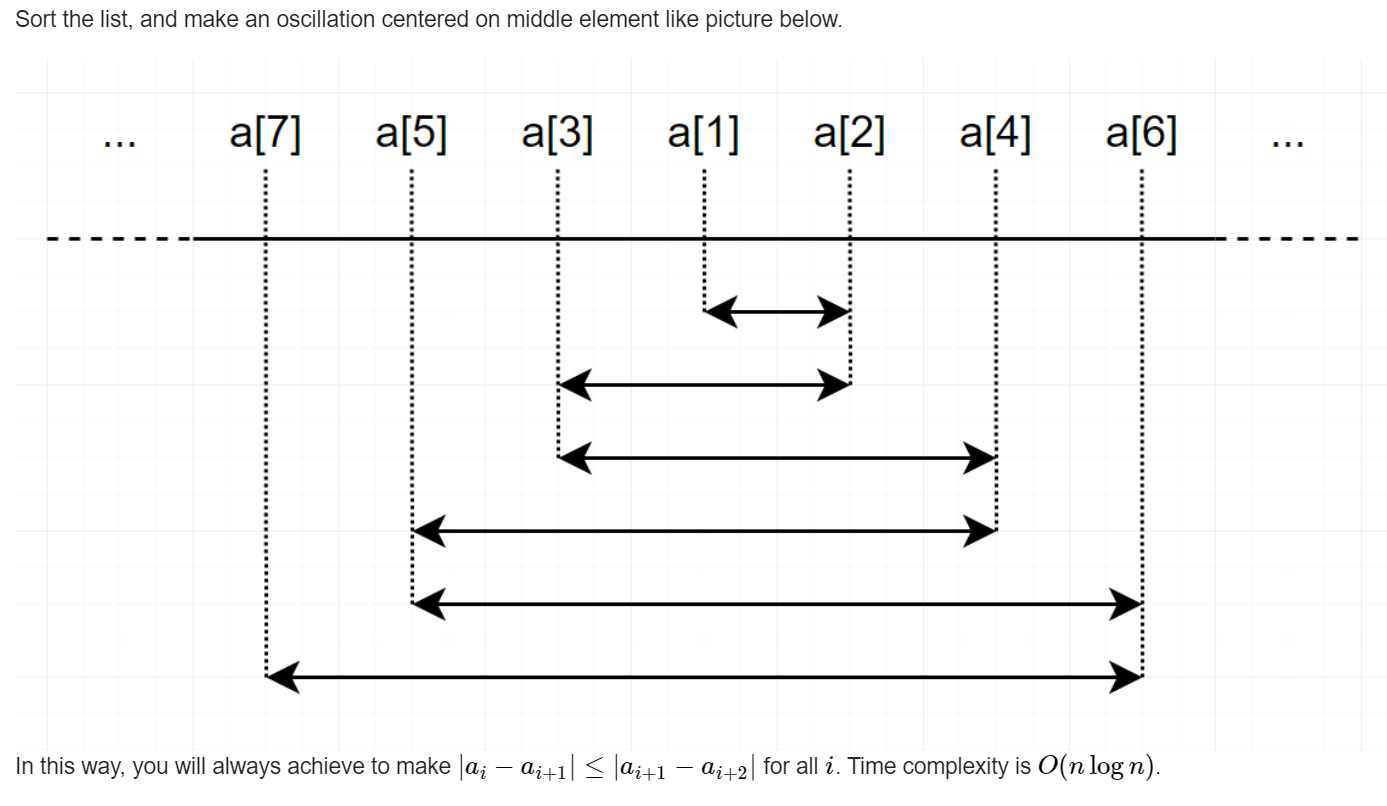 Sort the list, and make an oscillation centered on middle element like picture below.
... a[7] a[5] a[3] a[1] a[2] a[4] a[6] ...
In this way, you will always achieve to make |a_i − a_{i+1}| ≤ |a_{i+1} − a_{i+2}| for all i. Time complexity is O(n log n).